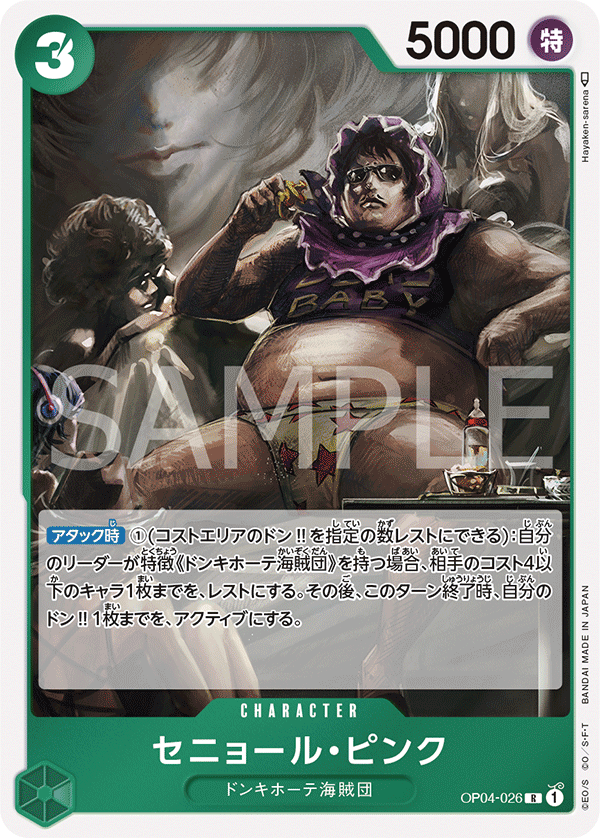 3
5000
特
Hayaken-sarena
BABY
SAMPLE
アタック時 ①(コストエリアのドン!!を指定の数レストにできる):自分
のリーダーが特徴《ドンキホーテ海賊団》を持つ場合、相手のコスト4以
下のキャラ1枚までを、レストにする。その後、このターン終了時、自分の
ドン!!1枚までを、アクティブにする。
CHARACTER
セニョール・ピンク
ドンキホーテ海賊団
OP04-026 R 1
©E.O/S ©O/S・F・T BANDAI MADE IN JAPAN